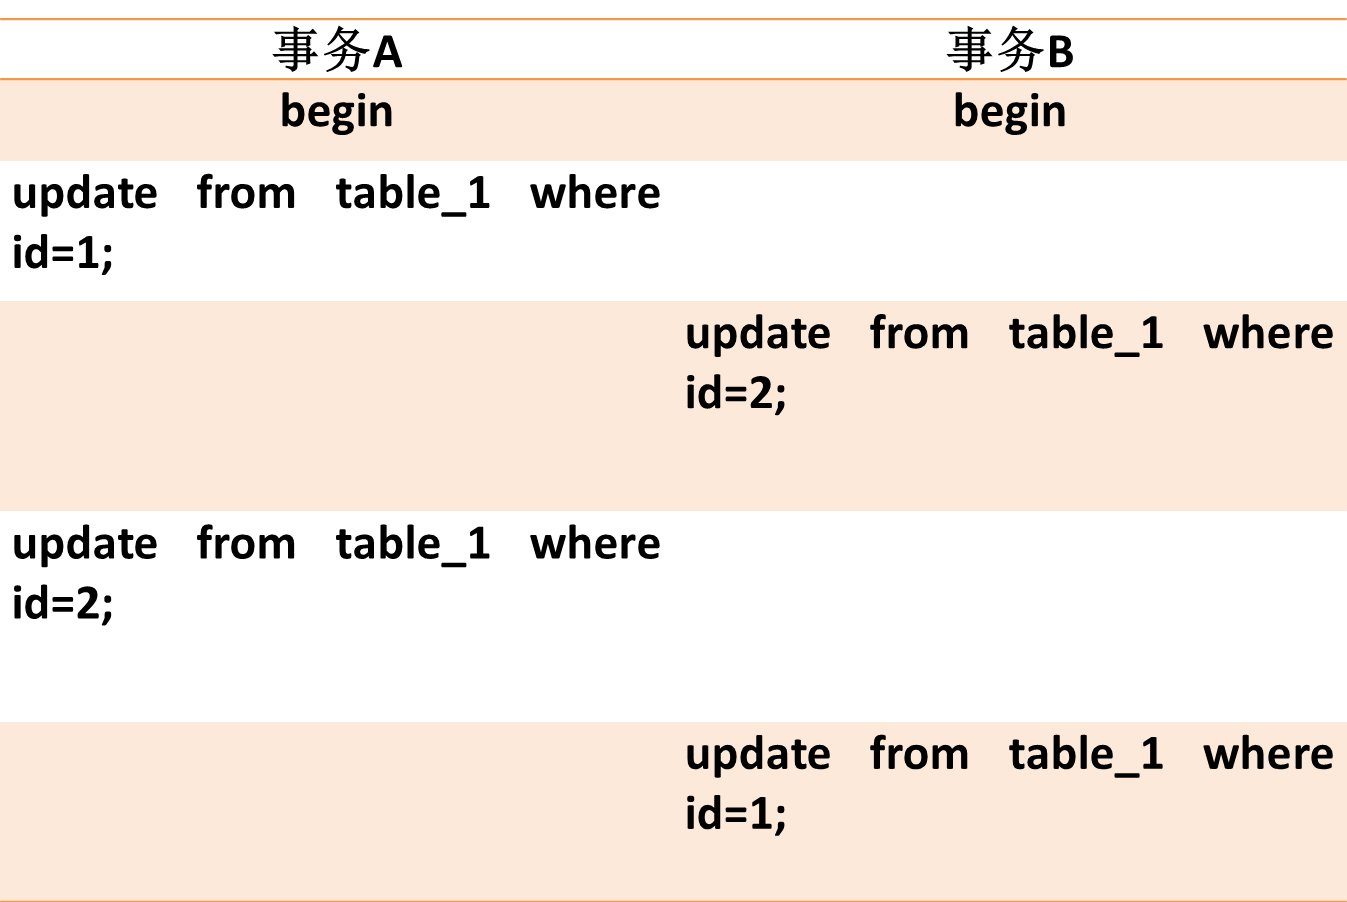 事务A
事务B
begin
begin
update from table_1 where
id=1;
update from table_1 where
id=2;
update from table_1 where
id=2;
update from table_1 where
id=1;